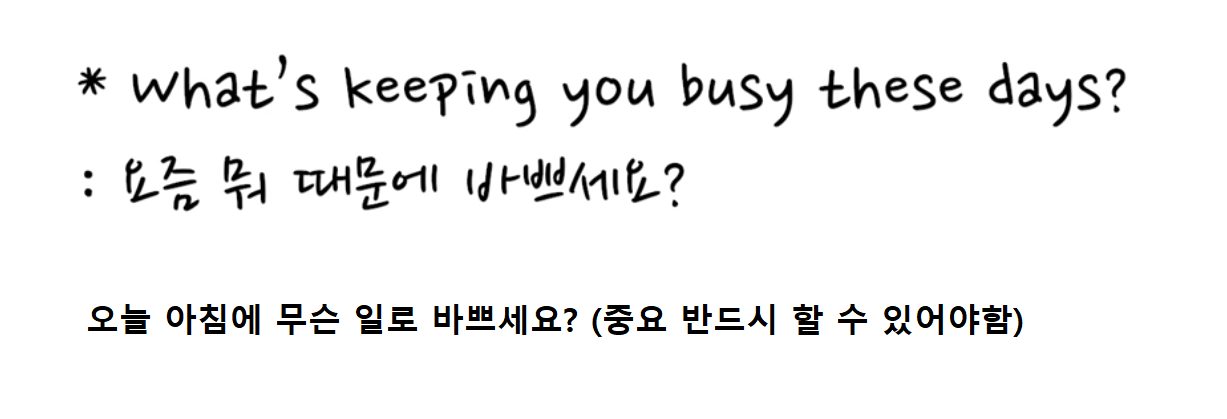 * What's keeping you busy these days?
: 요즘 뭐 때문에 바쁘세요?
오늘 아침에 무슨 일로 바쁘세요? (중요 반드시 할 수 있어야함)